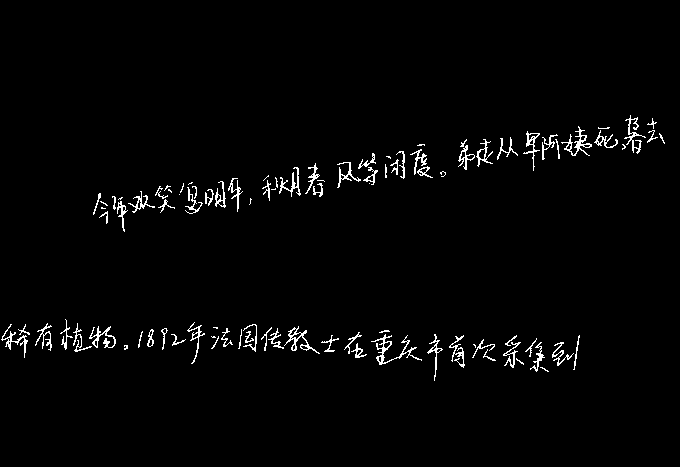 今年欢笑复明年，秋月春风等闲度。弟走从军阿姨死，暮去
稀有植物。1892年法国传教士在重庆市首次采集到